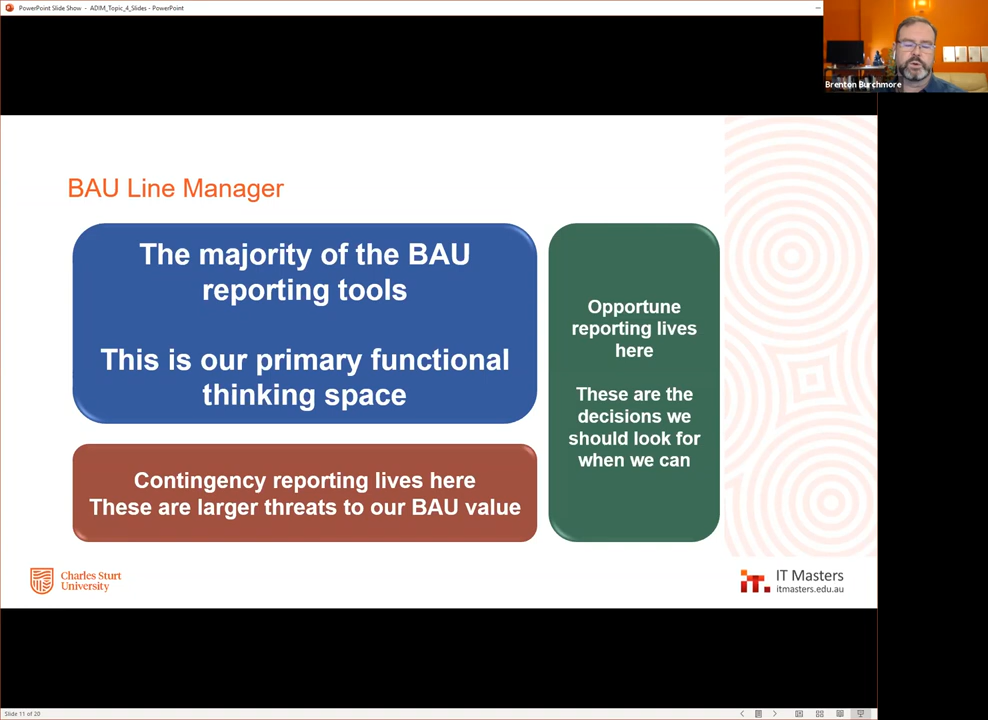 PowerPoint Slide Show - ADIM_Topic_4_Slides - PowerPoint
Brenton Burchmore
BAU Line Manager
The majority of the BAU
reporting tools
This is our primary functional
thinking space
Contingency reporting lives here
These are larger threats to our BAU value
Opportune
reporting lives
here
These are the
decisions we
should look for
when we can
Charles Sturt
University
IT Masters
itmasters.edu.au
Slide 11 of 20